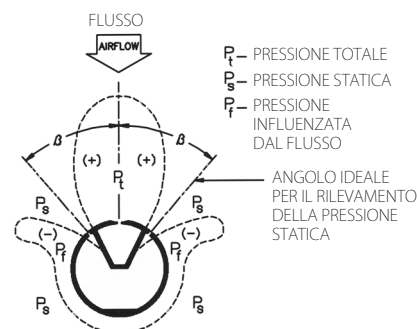 FLUSSO
AIRFLOW
Pt – PRESSIONE TOTALE
Ps – PRESSIONE STATICA
Pf – PRESSIONE
INFLUENZATA
DAL FLUSSO
β
β
(+)
(+)
Pt
ANGOLO IDEALE
PER IL RILEVAMENTO
DELLA PRESSIONE
STATICA
Ps
Ps
(-)
(-)
Pf
Pf
Ps
Ps